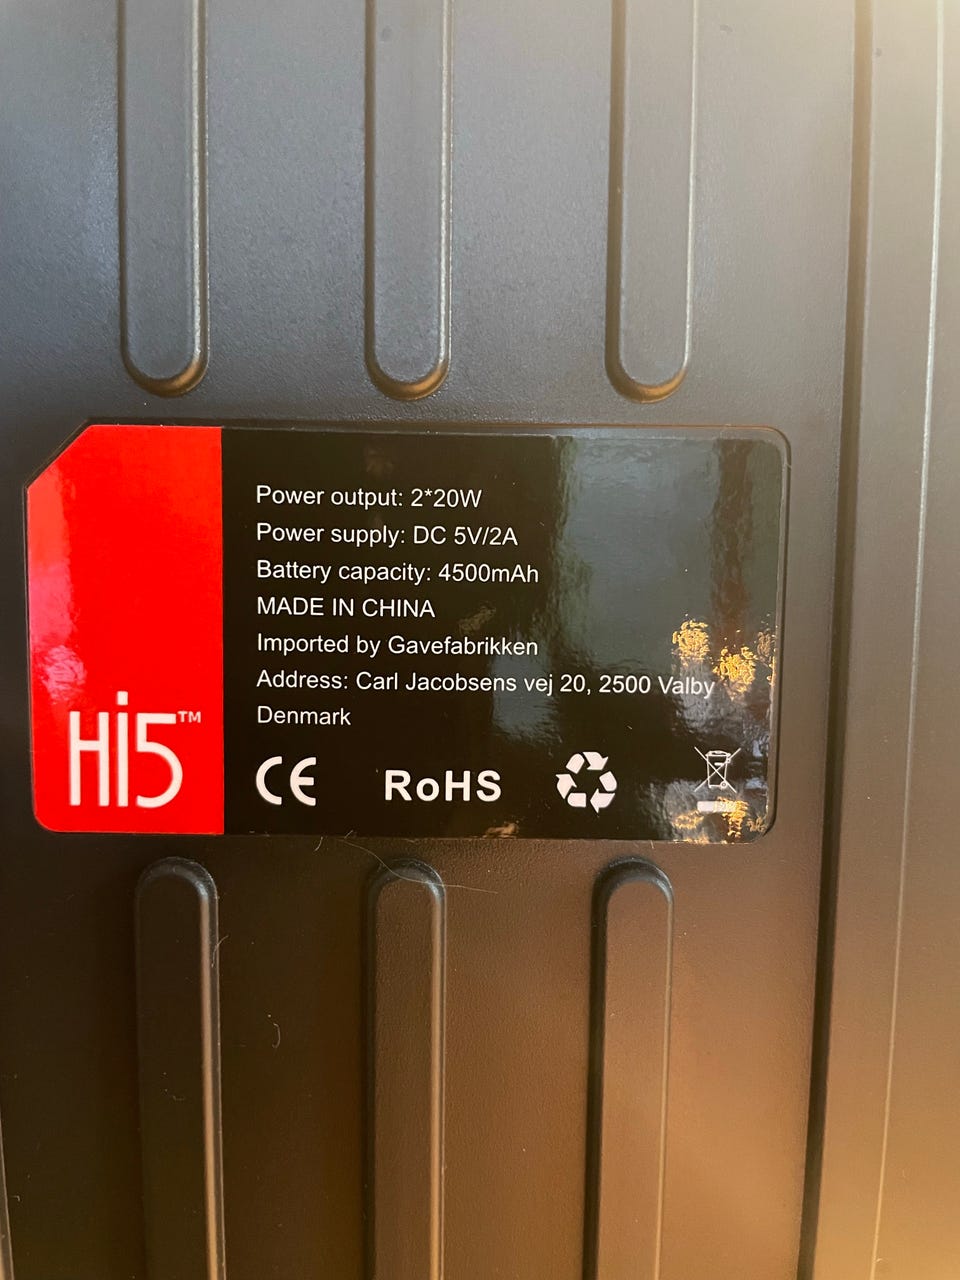 Power output: 2*20W
Power supply: DC 5V/2A
Battery capacity: 4500mAh
MADE IN CHINA
Imported by Gavefabrikken
Address: Carl Jacobsens vej 20, 2500 Valby
Denmark
Hi5™
CE RoHS